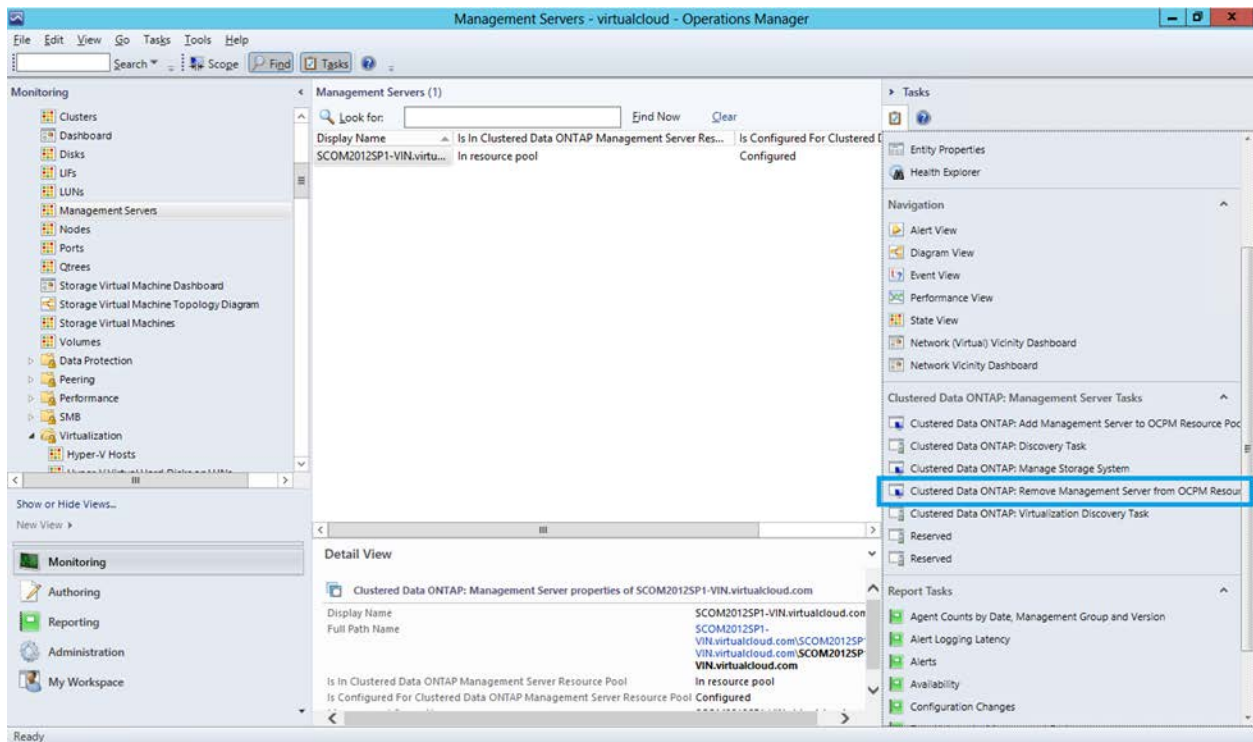 Management Servers - virtualcloud - Operations Manager
File Edit View Go Tasks Tools Help
Search Scope Find Tasks
Monitoring
Clusters
Dashboard
Disks
LIFs
LUNs
Management Servers
Nodes
Ports
Qtrees
Storage Virtual Machine Dashboard
Storage Virtual Machine Topology Diagram
Storage Virtual Machines
Volumes
Data Protection
Peering
Performance
SMB
Virtualization
Hyper-V Hosts
Show or Hide Views...
New View
Monitoring
Authoring
Reporting
Administration
My Workspace
Management Servers (1)
Look for: Find Now Clear
Display Name Is In Clustered Data ONTAP Management Server Res... Is Configured For Clustered D
SCOM2012SP1-VIN.virtu... In resource pool Configured
Detail View
Clustered Data ONTAP: Management Server properties of SCOM2012SP1-VIN.virtualcloud.com
Display Name SCOM2012SP1-VIN.virtualcloud.com
Full Path Name SCOM2012SP1-
VIN.virtualcloud.com\SCOM2012SP
VIN.virtualcloud.com\SCOM2012SP
VIN.virtualcloud.com
Is In Clustered Data ONTAP Management Server Resource Pool In resource pool
Is Configured For Clustered Data ONTAP Management Server Resource Pool Configured
Tasks
Entity Properties
Health Explorer
Navigation
Alert View
Diagram View
Event View
Performance View
State View
Network (Virtual) Vicinity Dashboard
Network Vicinity Dashboard
Clustered Data ONTAP: Management Server Tasks
Clustered Data ONTAP: Add Management Server to OCPM Resource Poo
Clustered Data ONTAP: Discovery Task
Clustered Data ONTAP: Manage Storage System
Clustered Data ONTAP: Remove Management Server from OCPM Resour
Clustered Data ONTAP: Virtualization Discovery Task
Reserved
Reserved
Report Tasks
Agent Counts by Date, Management Group and Version
Alert Logging Latency
Alerts
Availability
Configuration Changes
Ready